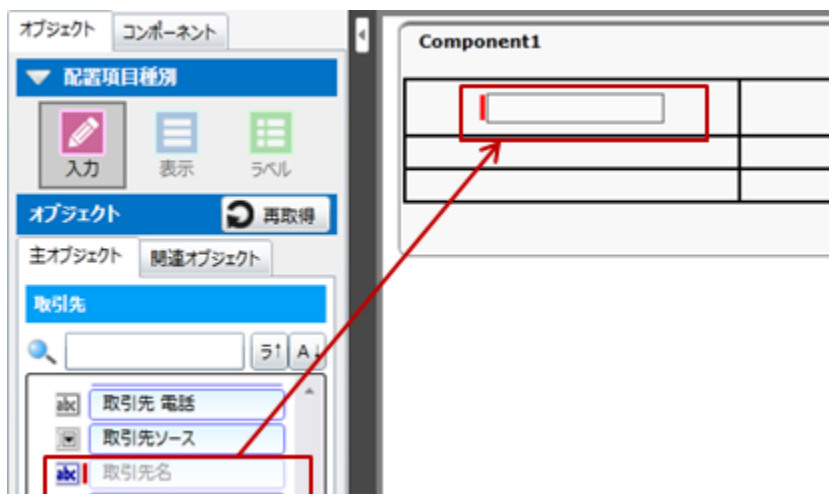 オブジェクト コンポーネント
配置項目種別
入力 表示 ラベル
オブジェクト 再取得
主オブジェクト 関連オブジェクト
取引先
ラ↑ A↓
abc 取引先 電話
取引先ソース
abc 取引先名
Component1